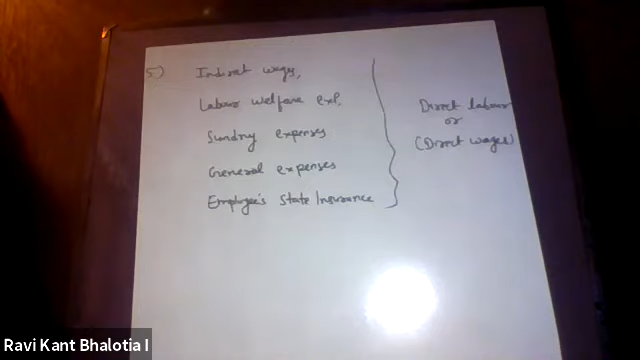 5) Indirect wages,
Labour welfare exp.
Sundry expenses
General expenses
Employee's State Insurance
Direct labour
or
(Direct wages)
Ravi Kant Bhalotia I